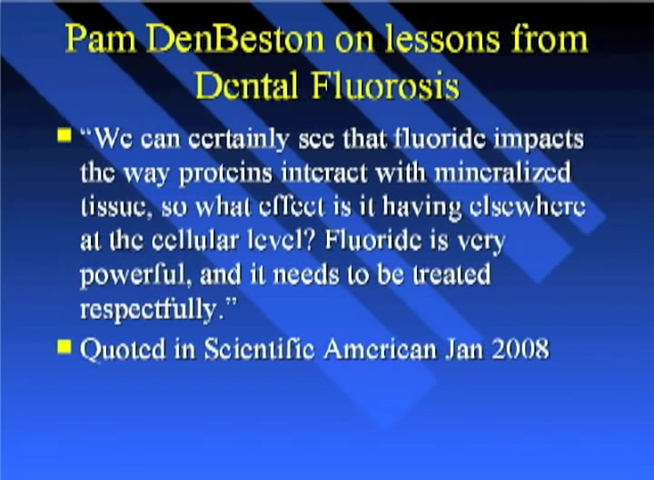 Pam DenBeston on lessons from
Dental Fluorosis
“We can certainly see that fluoride impacts
the way proteins interact with mineralized
tissue, so what effect is it having elsewhere
at the cellular level? Fluoride is very
powerful, and it needs to be treated
respectfully.”
Quoted in Scientific American Jan 2008